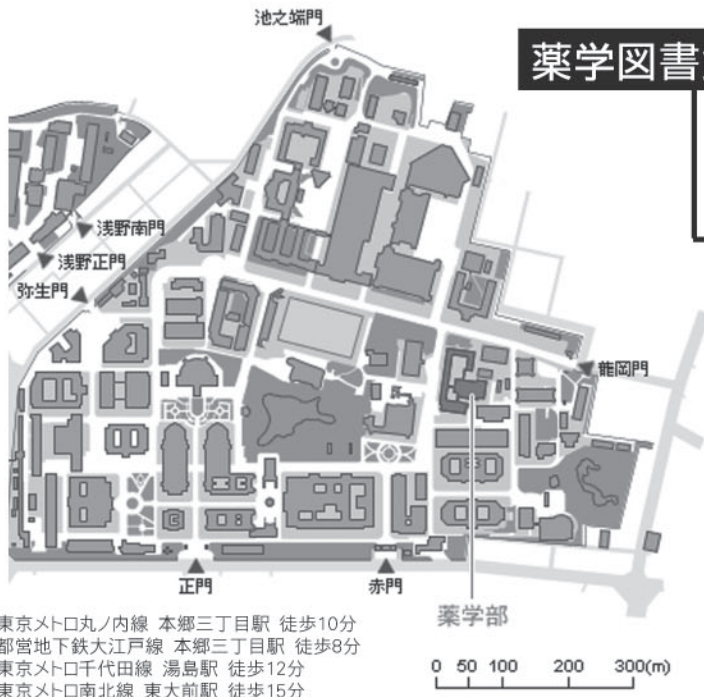 池之端門
薬学図書
浅野南門
浅野正門
弥生門
龍岡門
正門
赤門
薬学部
東京メトロ丸ノ内線 本郷三丁目駅 徒歩10分
都営地下鉄大江戸線 本郷三丁目駅 徒歩8分
東京メトロ千代田線 湯島駅 徒歩12分
東京メトロ南北線 東大前駅 徒歩15分
0 50 100 200 300(m)